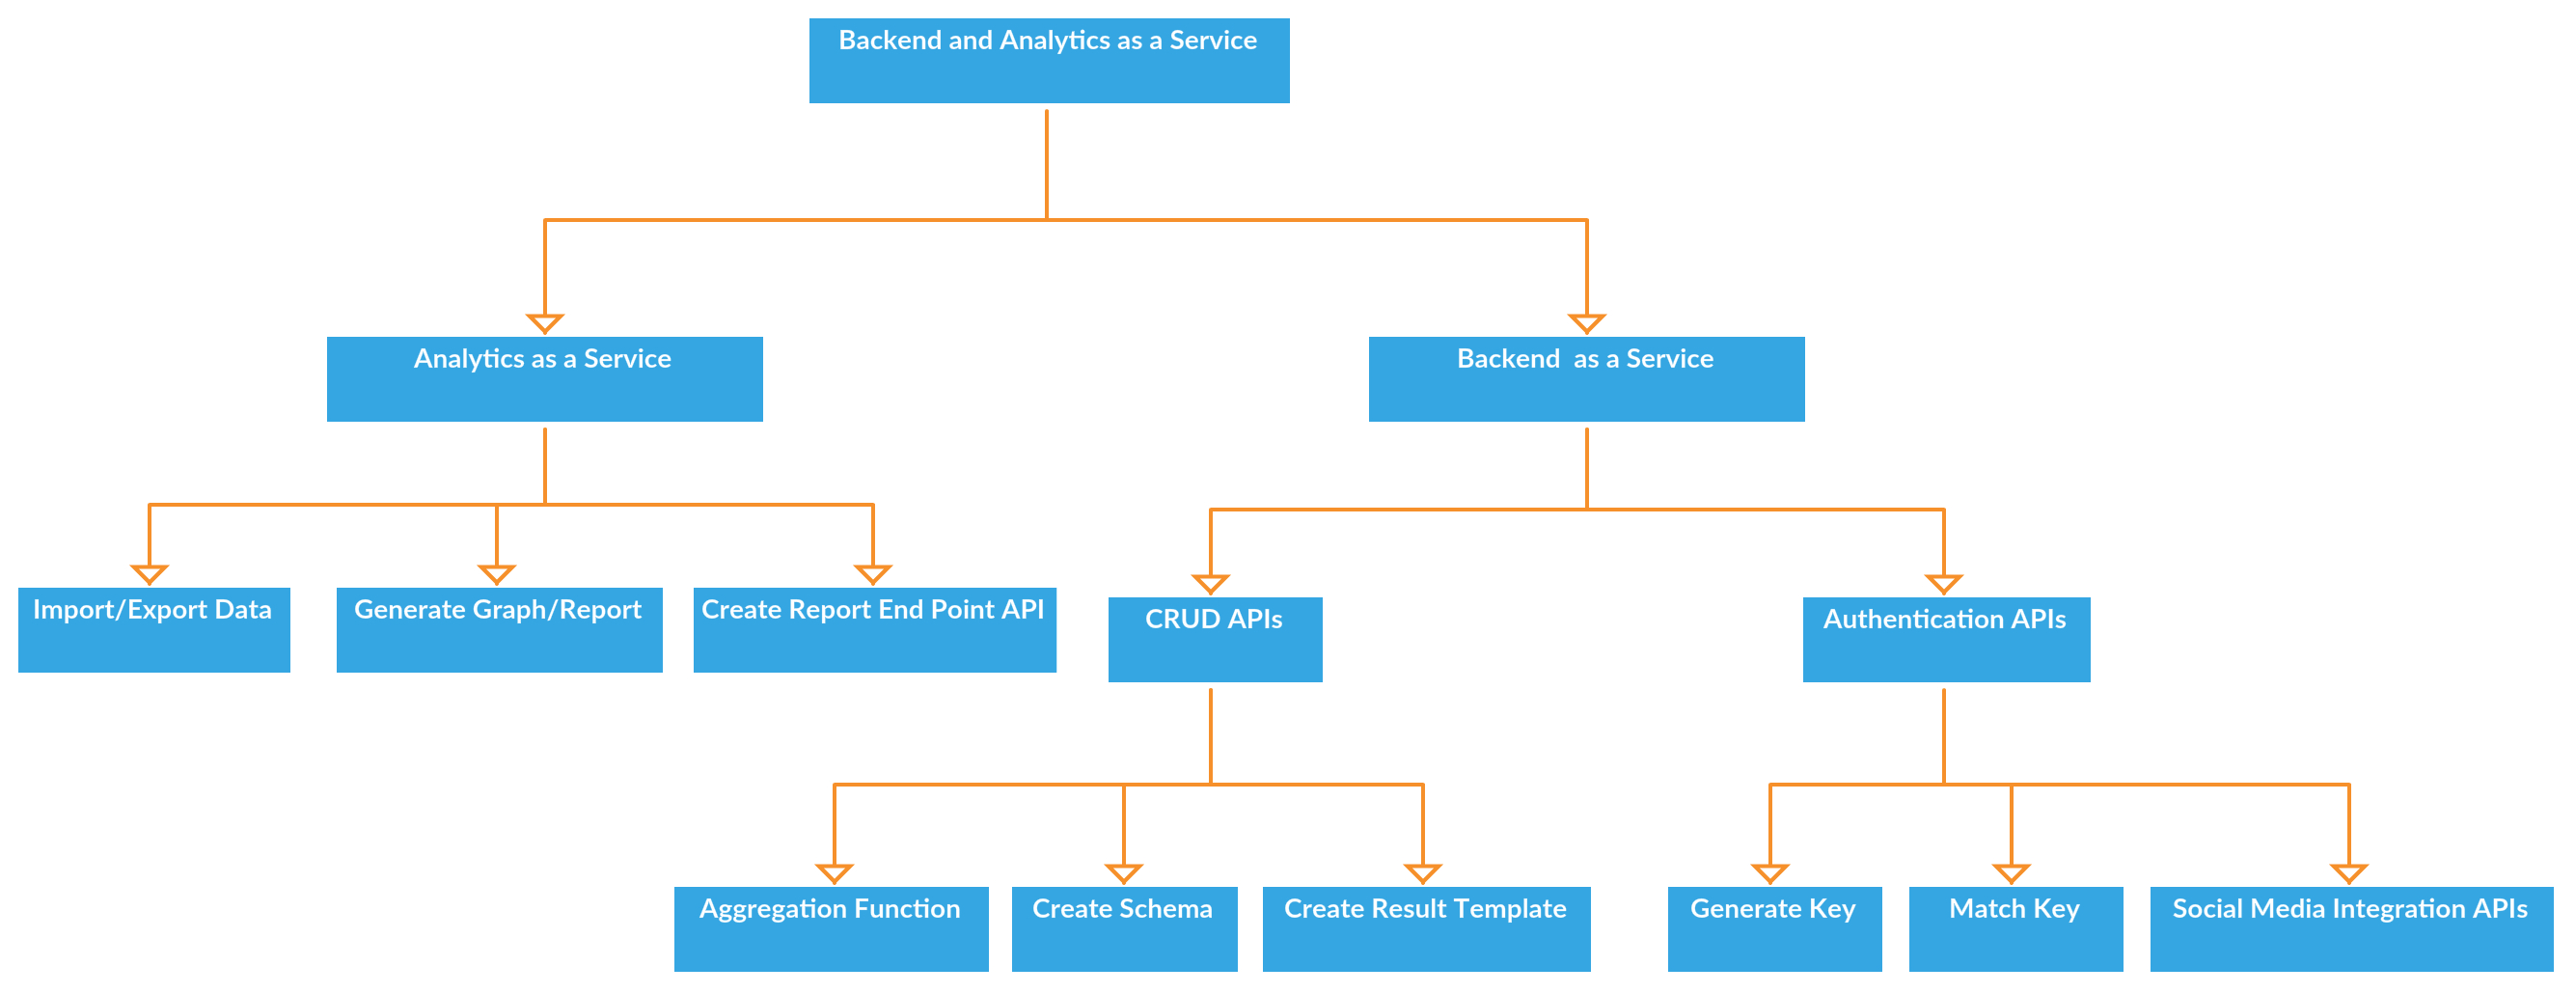 Backend and Analytics as a Service
Analytics as a Service
Backend  as a Service
Import/Export Data
Generate Graph/Report
Create Report End Point API
CRUD APIs
Authentication APIs
Aggregation Function
Create Schema
Create Result Template
Generate Key
Match Key
Social Media Integration APIs